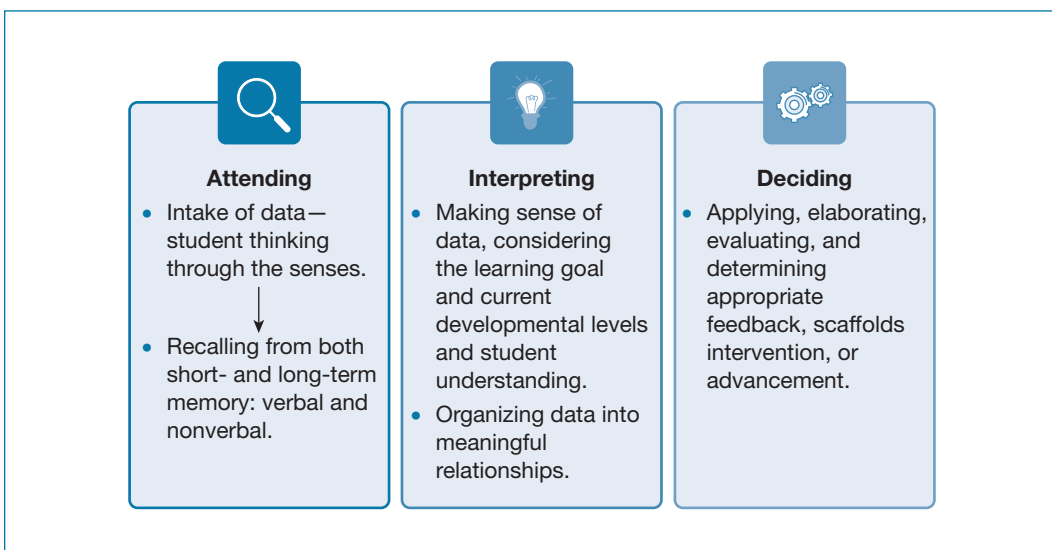 Attending
• Intake of data—
student thinking
through the senses.
• Recalling from both
short- and long-term
memory: verbal and
nonverbal.
Interpreting
• Making sense of
data, considering
the learning goal
and current
developmental levels
and student
understanding.
• Organizing data into
meaningful
relationships.
Deciding
• Applying, elaborating,
evaluating, and
determining
appropriate
feedback, scaffolds
intervention, or
advancement.